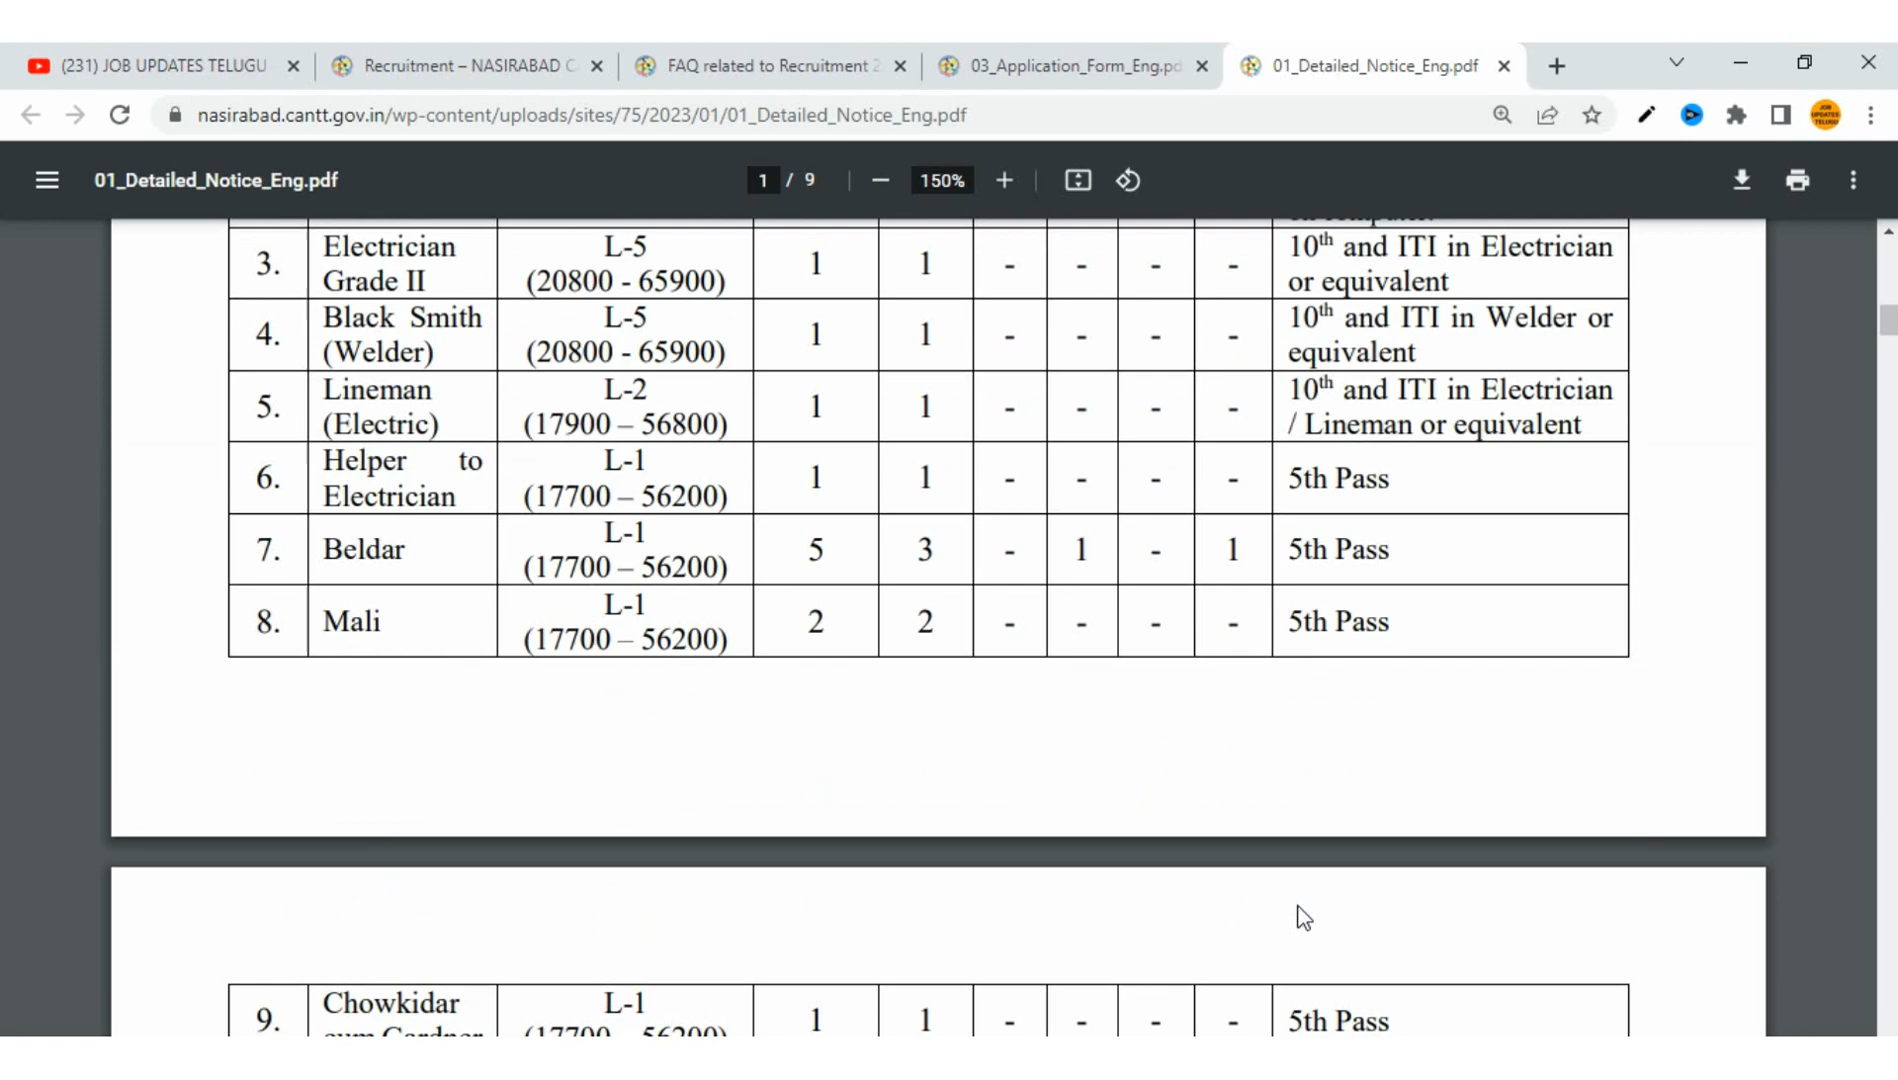 (231) JOB UPDATES TELUGU
Recruitment – NASIRABAD C
FAQ related to Recruitment 2
03_Application_Form_Eng.pd
01_Detailed_Notice_Eng.pdf
nasirabad.cantt.gov.in/wp-content/uploads/sites/75/2023/01/01_Detailed_Notice_Eng.pdf
JOB UPDATES TELUGU
01_Detailed_Notice_Eng.pdf
1 / 9
150%
on computer.
3. Electrician Grade II L-5 (20800 - 65900) 1 1 - - - - 10th and ITI in Electrician or equivalent
4. Black Smith (Welder) L-5 (20800 - 65900) 1 1 - - - - 10th and ITI in Welder or equivalent
5. Lineman (Electric) L-2 (17900 – 56800) 1 1 - - - - 10th and ITI in Electrician / Lineman or equivalent
6. Helper to Electrician L-1 (17700 – 56200) 1 1 - - - - 5th Pass
7. Beldar L-1 (17700 – 56200) 5 3 - 1 - 1 5th Pass
8. Mali L-1 (17700 – 56200) 2 2 - - - - 5th Pass
9. Chowkidar cum Gardner L-1 (17700 – 56200) 1 1 - - - - 5th Pass